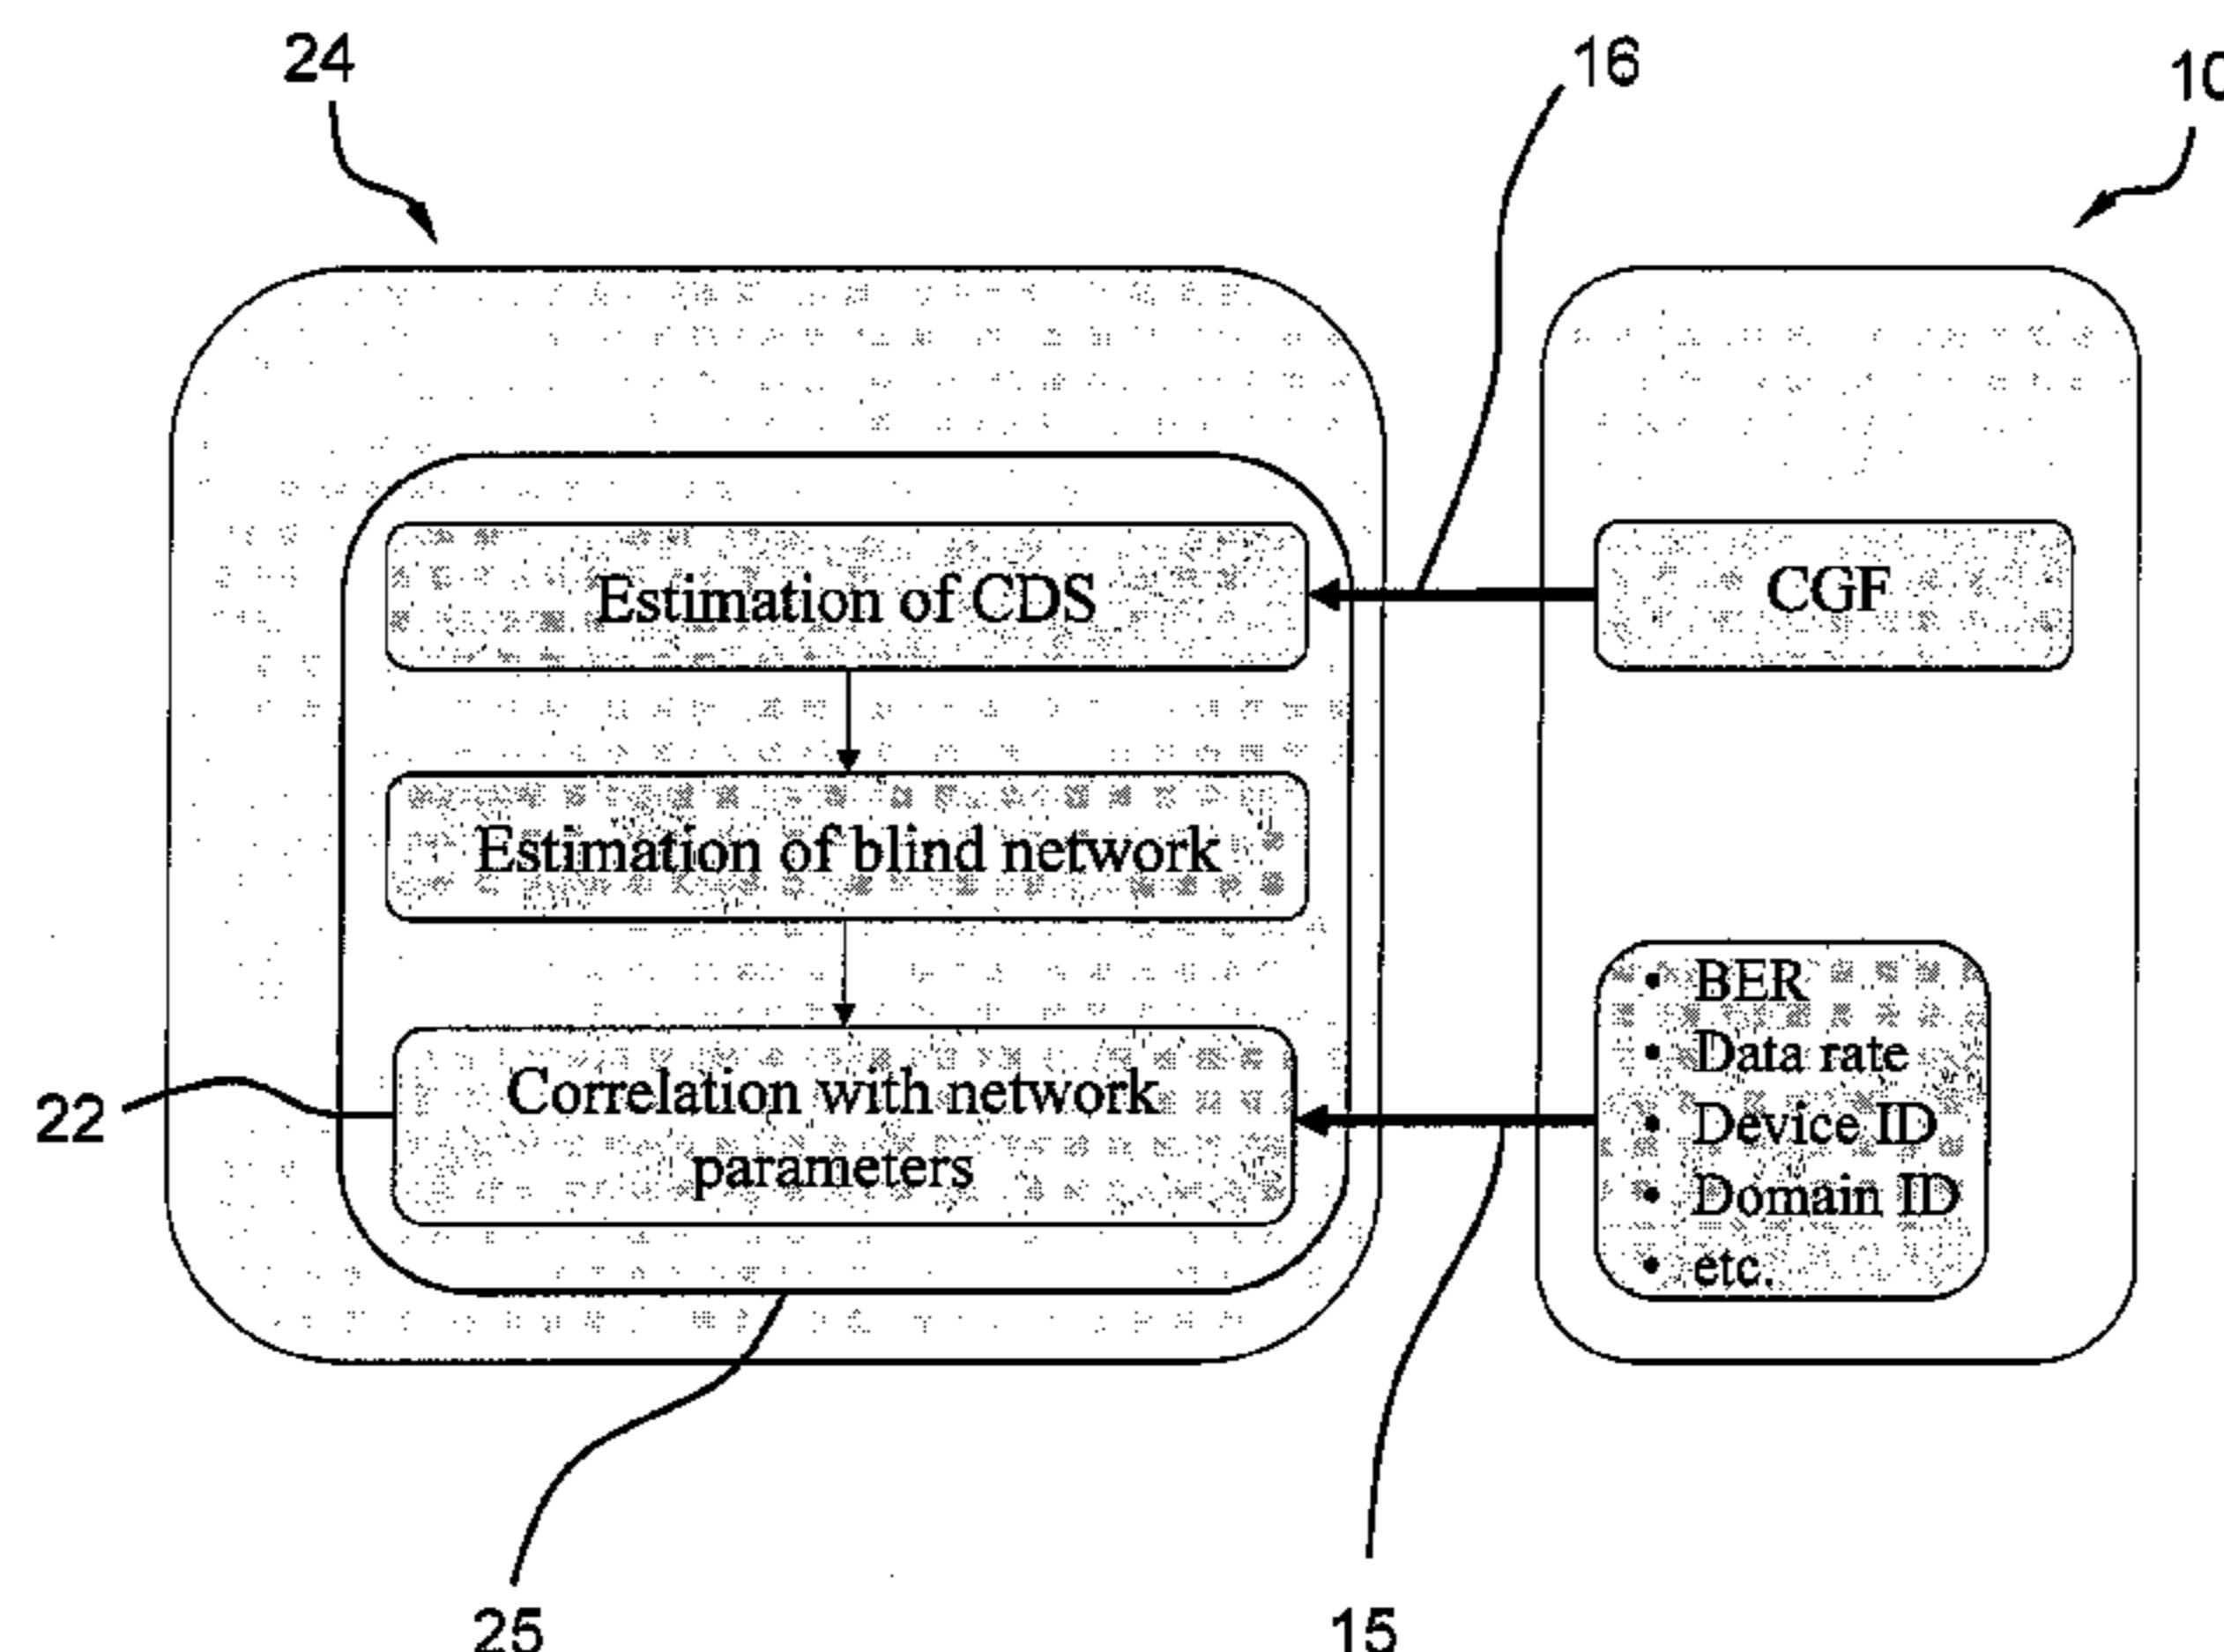 24
16
10
Estimation of CDS
CGF
Estimation of blind network
• BER
• Data rate
• Device ID
• Domain ID
• etc.
22
Correlation with network
parameters
25
15